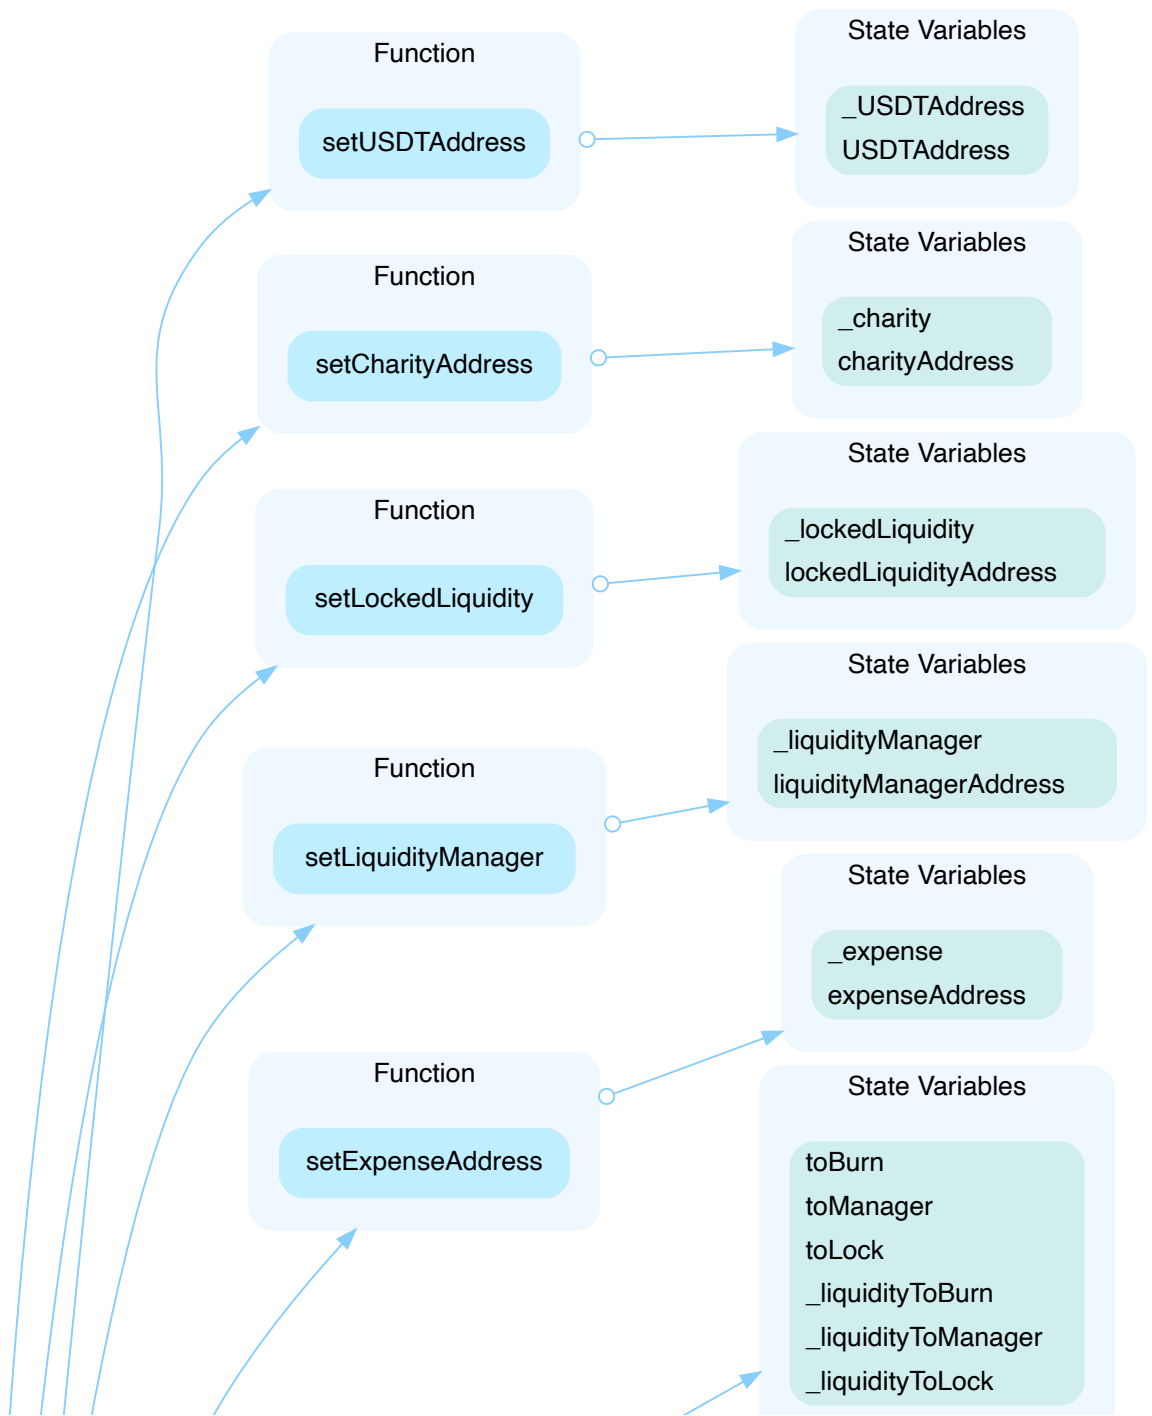 Function
setUSDTAddress
State Variables
_USDTAddress
USDTAddress
Function
setCharityAddress
State Variables
_charity
charityAddress
Function
setLockedLiquidity
State Variables
_lockedLiquidity
lockedLiquidityAddress
Function
setLiquidityManager
State Variables
_liquidityManager
liquidityManagerAddress
Function
setExpenseAddress
State Variables
_expense
expenseAddress
State Variables
toBurn
toManager
toLock
_liquidityToBurn
_liquidityToManager
_liquidityToLock